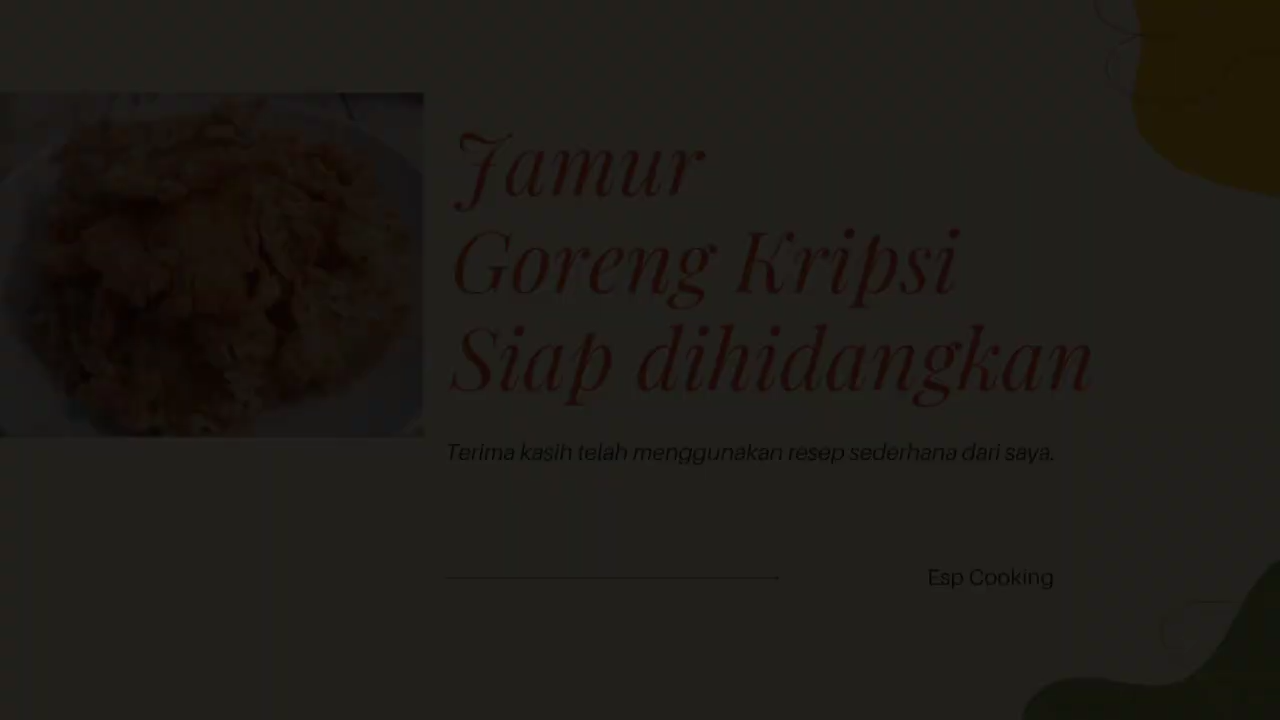 Jamur
Goreng Kripsi
Siap dihidangkan
Terima kasih telah menggunakan resep sederhana dari saya.
Esp Cooking